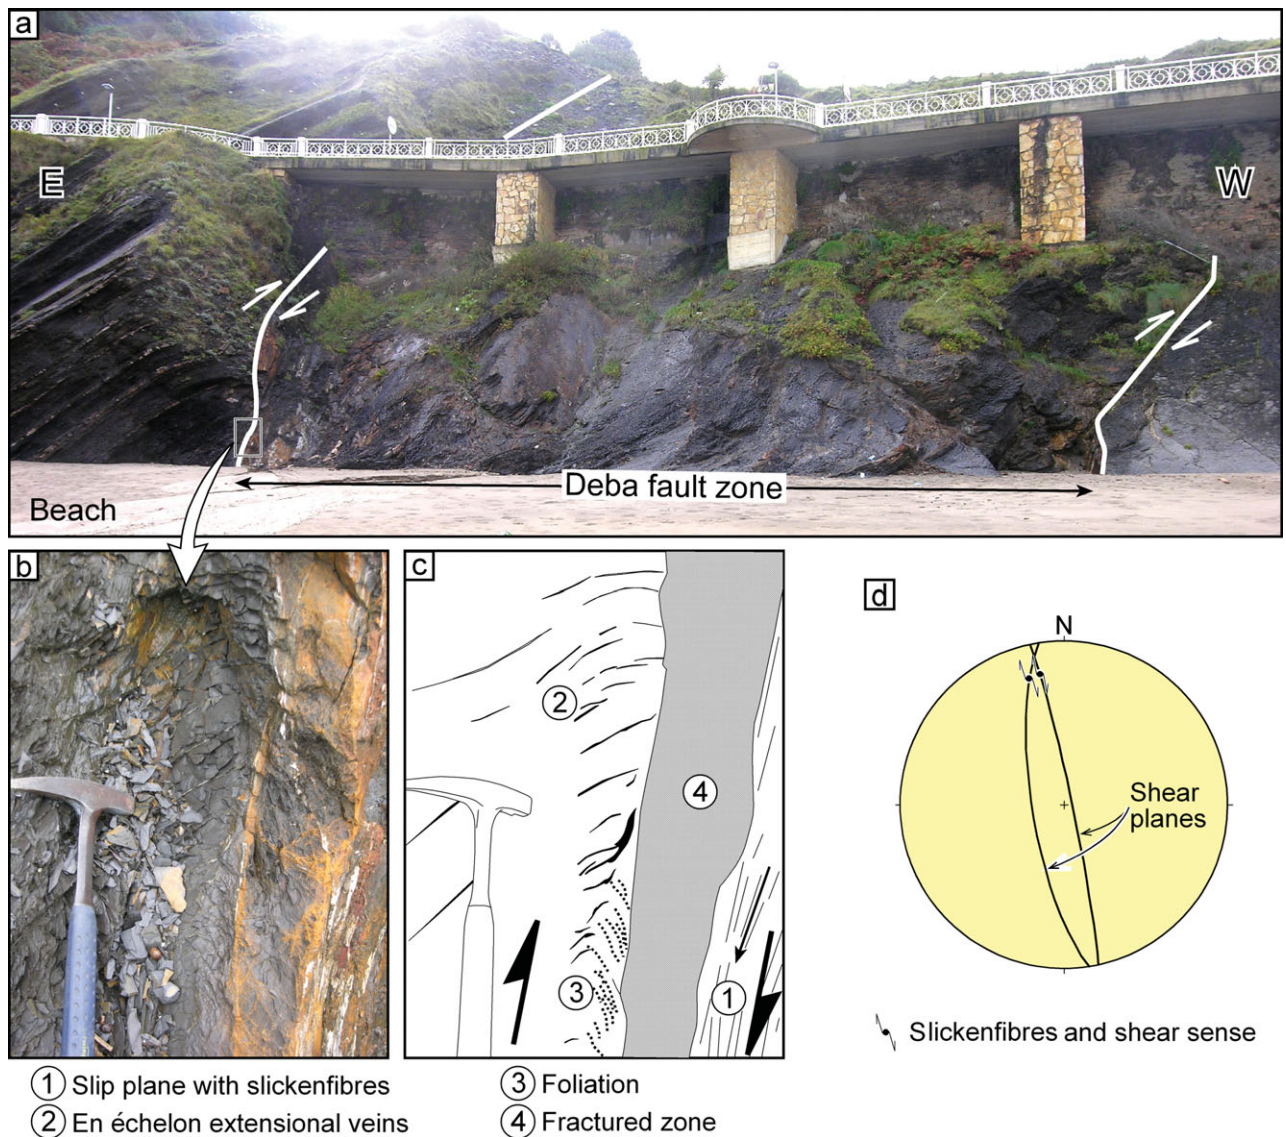 a
E
W
Deba fault zone
Beach
b
c
d
N
2
4
Shear
planes
3
1
Slickenfibres and shear sense
1 Slip plane with slickenfibres
2 En échelon extensional veins
3 Foliation
4 Fractured zone